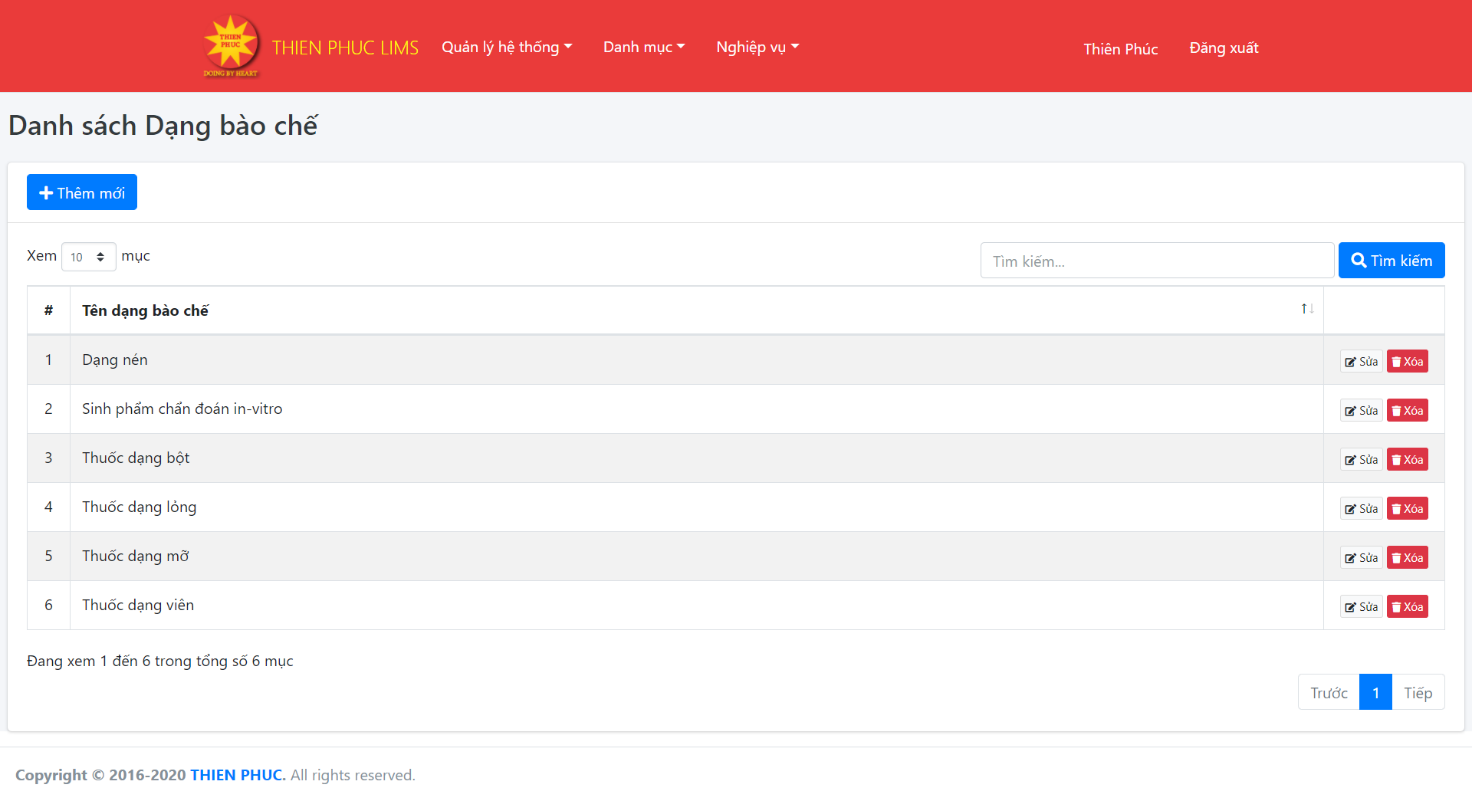 THIEN
PHUC
DOING BY HEART
THIEN PHUC LIMS Quản lý hệ thống Danh mục Nghiệp vụ Thiên Phúc Đăng xuất
Danh sách Dạng bào chế
Thêm mới
Xem 10 mục Tìm kiếm... Tìm kiếm
# Tên dạng bào chế
1 Dạng nén Sửa Xóa
2 Sinh phẩm chẩn đoán in-vitro Sửa Xóa
3 Thuốc dạng bột Sửa Xóa
4 Thuốc dạng lỏng Sửa Xóa
5 Thuốc dạng mỡ Sửa Xóa
6 Thuốc dạng viên Sửa Xóa
Đang xem 1 đến 6 trong tổng số 6 mục
Trước 1 Tiếp
Copyright © 2016-2020 THIEN PHUC. All rights reserved.